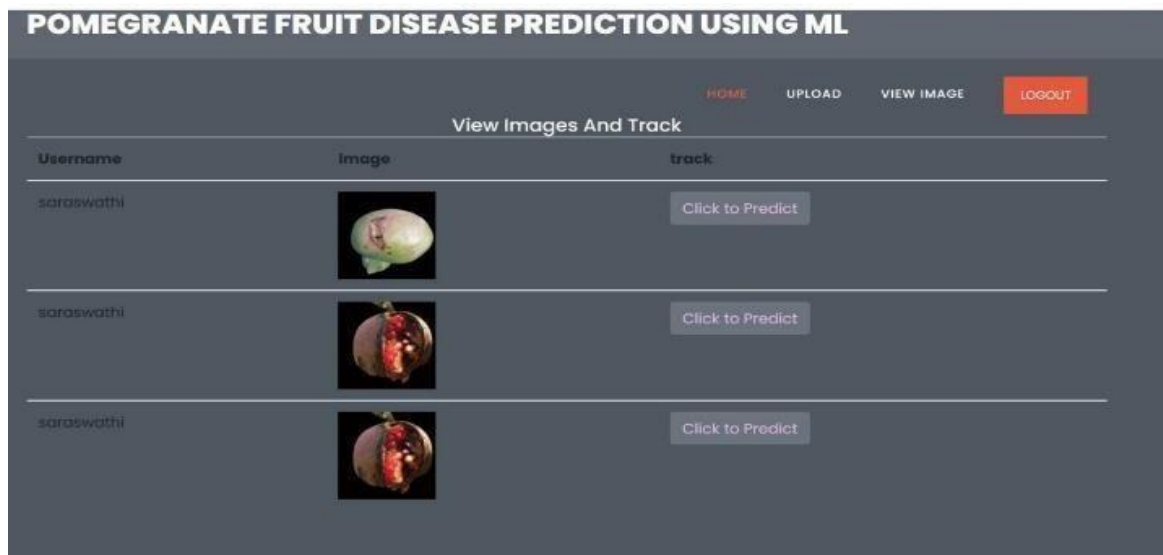 POMEGRANATE FRUIT DISEASE PREDICTION USING ML
HOME UPLOAD VIEW IMAGE LOGOUT
View Images And Track
Username Image track
saraswathi Click to Predict
saraswathi Click to Predict
saraswathi Click to Predict